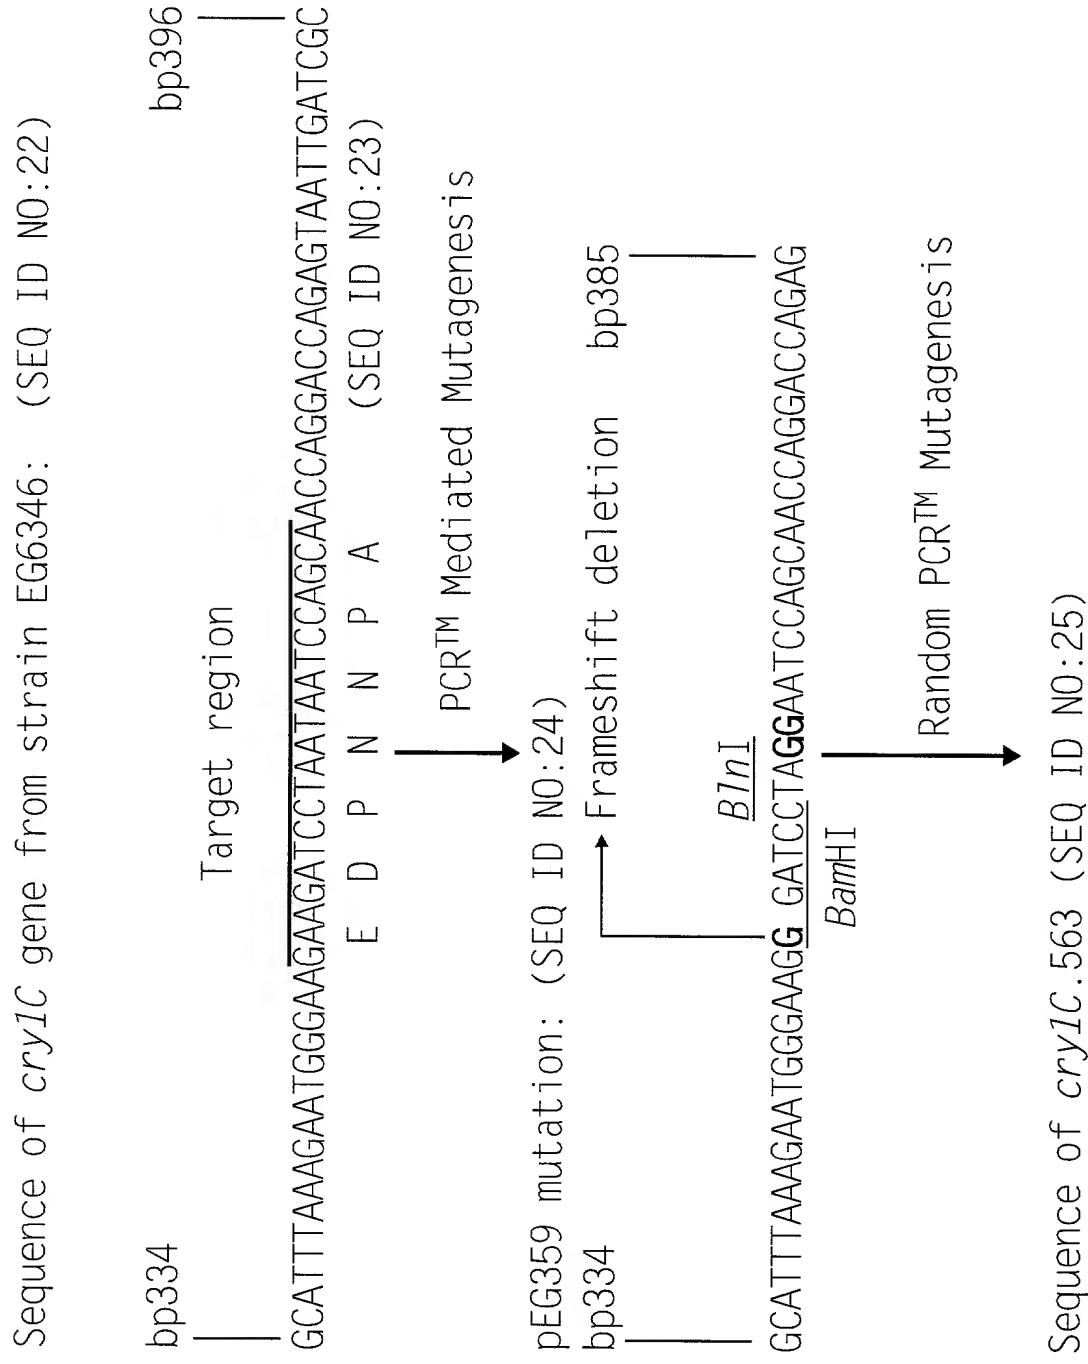 Sequence of cry1C gene from strain EG6346: (SEQ ID NO:22)
bp334 bp396
Target region
GCATTTAAAGAATGGGAAGAAGATCCTAATAATCCAGCAACCAGGACCAGAGTAATTGATCGC
E D P N N P A (SEQ ID NO:23)
PCR™ Mediated Mutagenesis
pEG359 mutation: (SEQ ID NO:24)
bp334 Frameshift deletion bp385
BlnI
GCATTTAAAGAATGGGAAGG GATCCTAGGAATCCAGCAACCAGGACCAGAG
BamHI
Random PCR™ Mutagenesis
Sequence of cry1C.563 (SEQ ID NO:25)